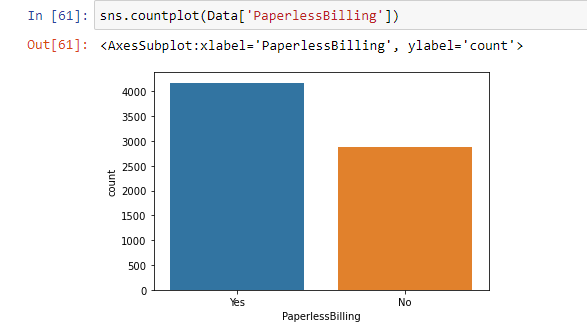 In [61]: sns.countplot(Data['PaperlessBilling'])
Out[61]: <AxesSubplot:xlabel='PaperlessBilling', ylabel='count'>
4000
3500
3000
2500
2000
1500
1000
500
0
count
Yes No
PaperlessBilling